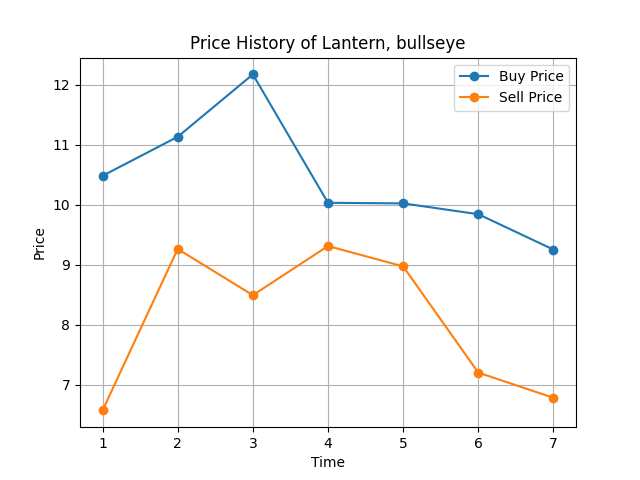 Price History of Lantern, bullseye
Buy Price
Sell Price
12
11
10
9
8
7
Price
1 2 3 4 5 6 7
Time